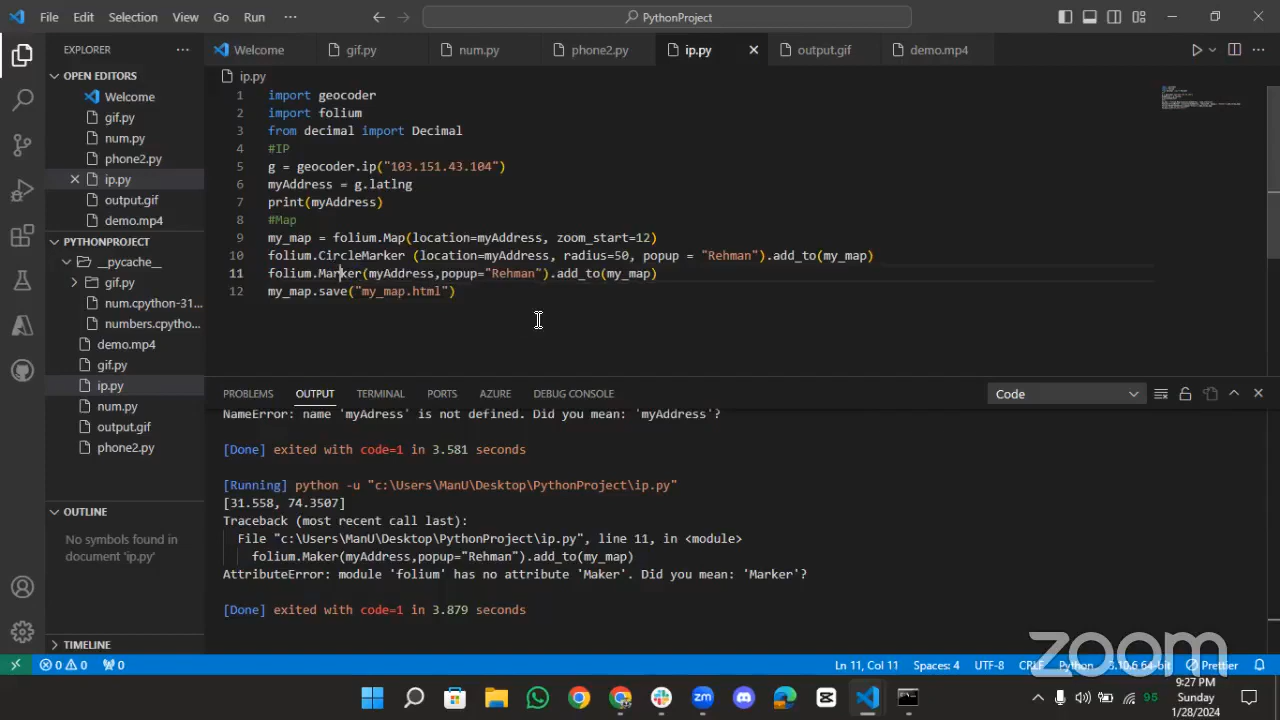 File Edit Selection View Go Run ··· PythonProject
EXPLORER ···
Welcome gif.py num.py phone2.py ip.py output.gif demo.mp4
OPEN EDITORS
Welcome
gif.py
num.py
phone2.py
ip.py
output.gif
demo.mp4
PYTHONPROJECT
__pycache__
gif.py
num.cpython-31...
numbers.cpytho...
demo.mp4
gif.py
ip.py
num.py
output.gif
phone2.py
OUTLINE
No symbols found in
document 'ip.py'
TIMELINE
ip.py
1 import geocoder
2 import folium
3 from decimal import Decimal
4 #IP
5 g = geocoder.ip("103.151.43.104")
6 myAddress = g.latlng
7 print(myAddress)
8 #Map
9 my_map = folium.Map(location=myAddress, zoom_start=12)
10 folium.CircleMarker (location=myAddress, radius=50, popup = "Rehman").add_to(my_map)
11 folium.Marker(myAddress,popup="Rehman").add_to(my_map)
12 my_map.save("my_map.html")
PROBLEMS OUTPUT TERMINAL PORTS AZURE DEBUG CONSOLE Code
NameError: name 'myAdress' is not defined. Did you mean: 'myAddress'?
[Done] exited with code=1 in 3.581 seconds
[Running] python -u "c:\Users\ManU\Desktop\PythonProject\ip.py"
[31.558, 74.3507]
Traceback (most recent call last):
File "c:\Users\ManU\Desktop\PythonProject\ip.py", line 11, in <module>
folium.Maker(myAddress,popup="Rehman").add_to(my_map)
AttributeError: module 'folium' has no attribute 'Maker'. Did you mean: 'Marker'?
[Done] exited with code=1 in 3.879 seconds
zoom
0 0 0 Ln 11, Col 11 Spaces: 4 UTF-8 CRLF Python 3.10.6 64-bit Prettier
zm
95
9:27 PM
Sunday
1/28/2024